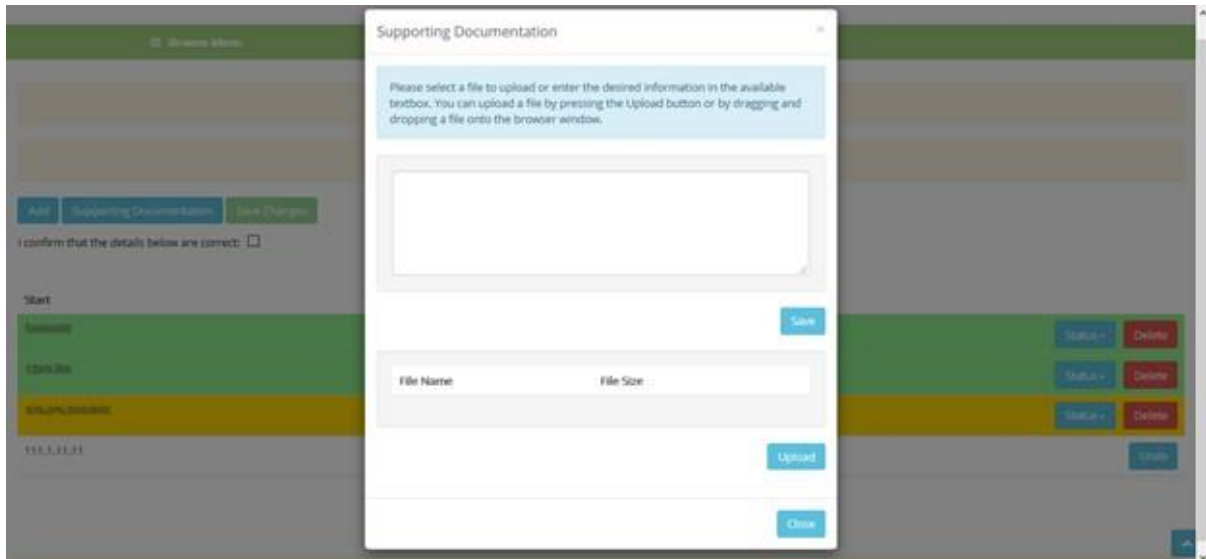 Supporting Documentation
×
Browse Menu
Please select a file to upload or enter the desired information in the available
textbox. You can upload a file by pressing the Upload button or by dragging and
dropping a file onto the browser window.
Add Supporting Documentation Save Changes
I confirm that the details below are correct:
Start
Save
Status Delete
File Name File Size
Status Delete
Status Delete
Undo
Upload
Close